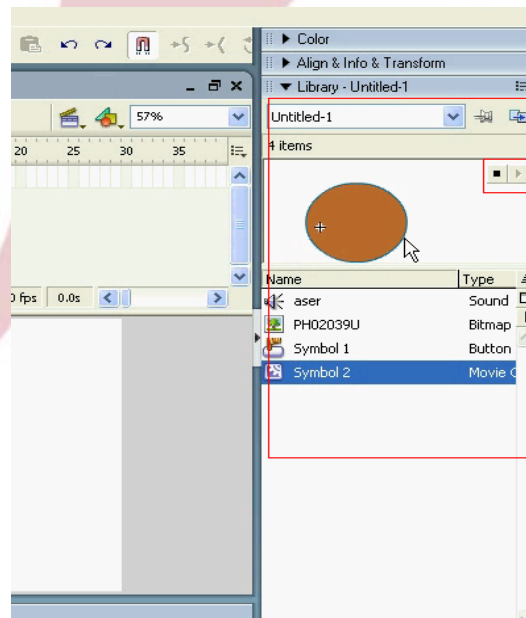 Color
Align & Info & Transform
Library - Untitled-1
57%
Untitled-1
20 25 30 35
4 items
Name Type
fps 0.0s
aser Sound
PH02039U Bitmap
Symbol 1 Button
Symbol 2 Movie